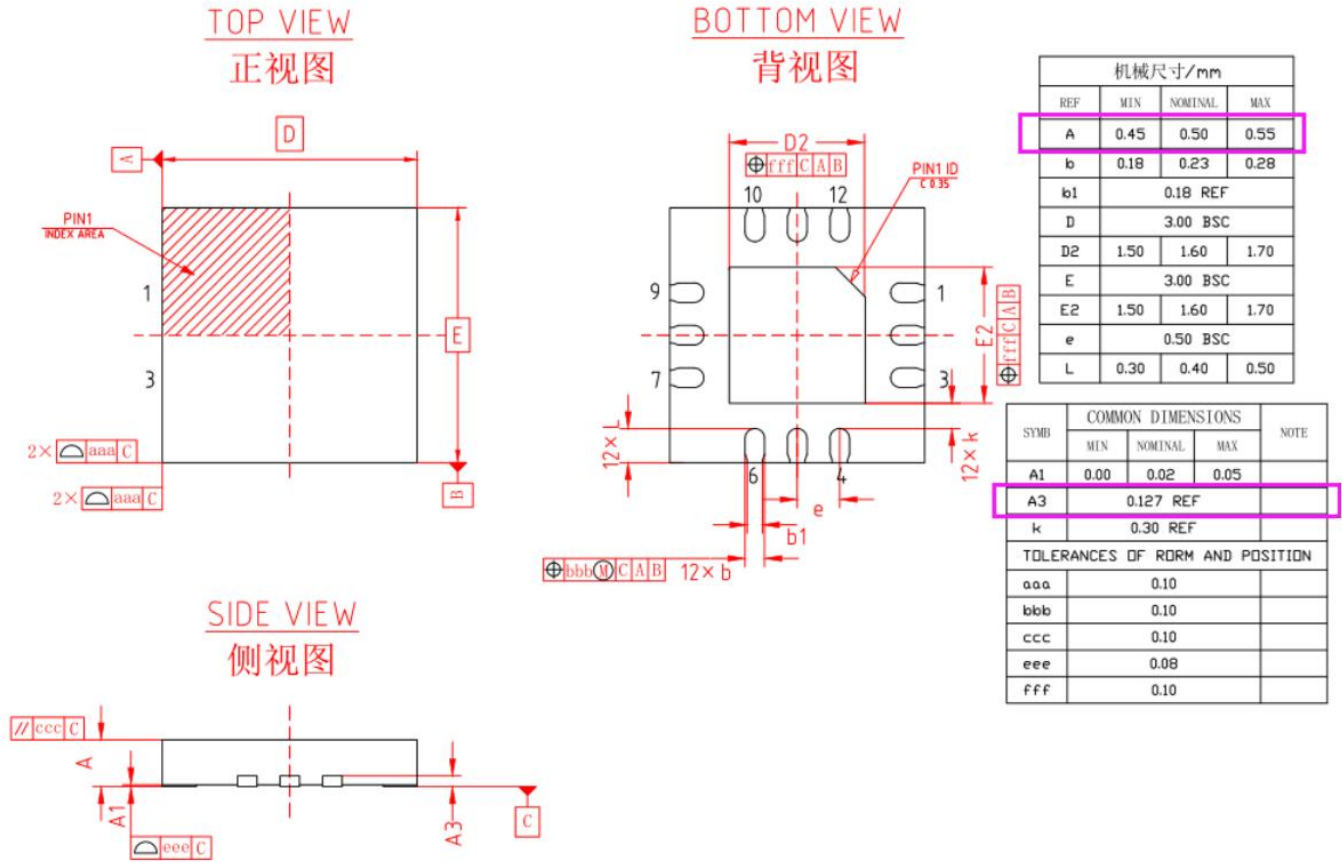 TOP VIEW
正视图
D
A
PIN1
INDEX AREA
1
3
E
2× aaa C
2× aaa C
B
BOTTOM VIEW
背视图
D2
⌖ fff C A B
PIN1 ID
C 0.35
10 12
9 1
7 3
6 4
E2
⌖ fff C A B
12× L
12× k
e
b1
⌖ bbb Ⓜ C A B 12× b
SIDE VIEW
侧视图
// ccc C
A
A1
eee C
A3
C
机械尺寸/mm
REF MIN NOMINAL MAX
A 0.45 0.50 0.55
b 0.18 0.23 0.28
b1 0.18 REF
D 3.00 BSC
D2 1.50 1.60 1.70
E 3.00 BSC
E2 1.50 1.60 1.70
e 0.50 BSC
L 0.30 0.40 0.50
SYMB COMMON DIMENSIONS NOTE
MIN NOMINAL MAX
A1 0.00 0.02 0.05
A3 0.127 REF
k 0.30 REF
TOLERANCES OF RORM AND POSITION
aaa 0.10
bbb 0.10
ccc 0.10
eee 0.08
fff 0.10